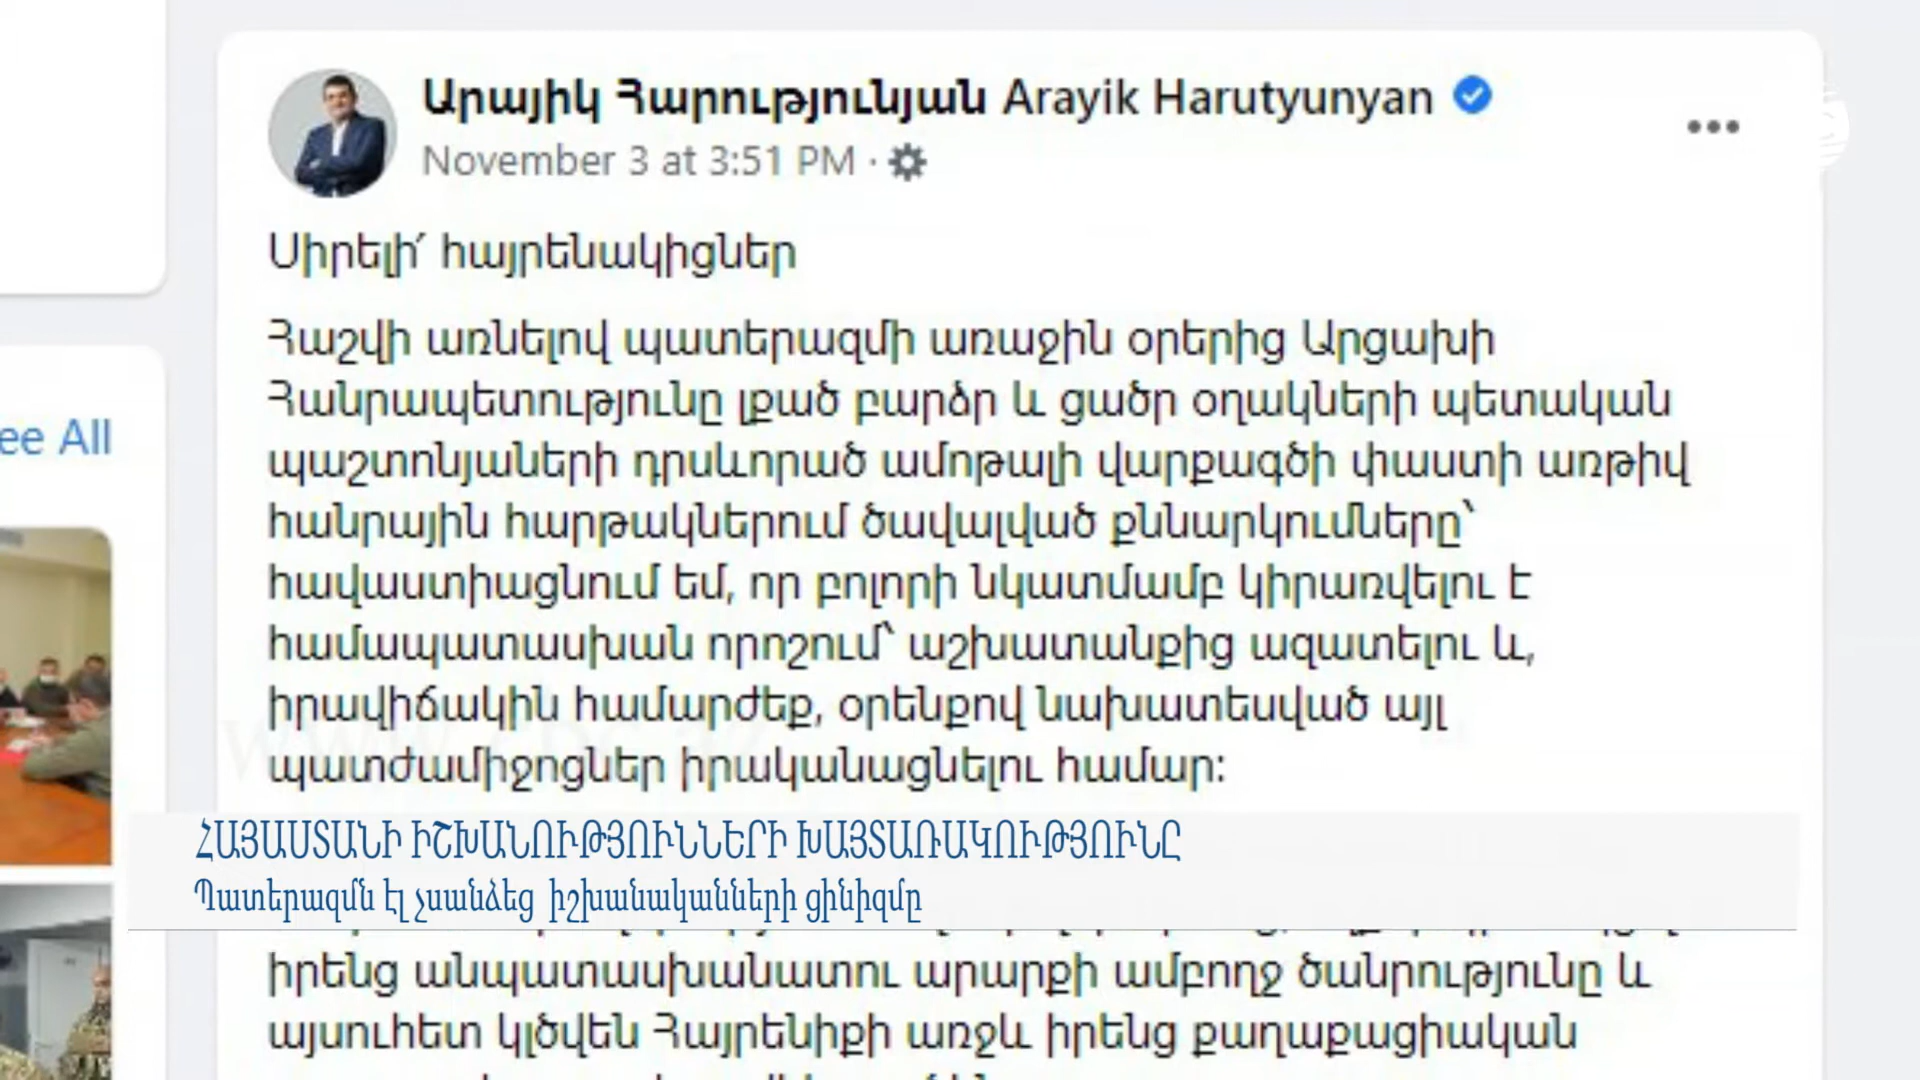 Արայիկ Հարությունյան Arayik Harutyunyan
November 3 at 3:51 PM ·
Սիրելի՛ հայրենակիցներ
Հաշվի առնելով պատերազմի առաջին օրերից Արցախի
Հանրապետությունը լքած բարձր և ցածր օղակների պետական
պաշտոնյաների դրսևորած ամոթալի վարքագծի փաստի առթիվ
հանրային հարթակներում ծավալված քննարկումները՝
ee All
հավաստիացնում եմ, որ բոլորի նկատմամբ կիրառվելու է
համապատասխան որոշում՝ աշխատանքից ազատելու և,
իրավիճակին համարժեք, օրենքով նախատեսված այլ
պատժամիջոցներ իրականացնելու համար:
ՀԱՅԱՍՏԱՆԻ ԻՇԽԱՆՈՒԹՅՈՒՆՆԵՐԻ ԽԱՅՏԱՌԱԿՈՒԹՅՈՒՆԸ
Պատերազմն էլ չսանձեց իշխանականների ցինիզմը
իրենց անպատասխանատու արարքի ամբողջ ծանրությունը և
այսուհետ կլծվեն Հայրենիքի առջև իրենց քաղաքացիական